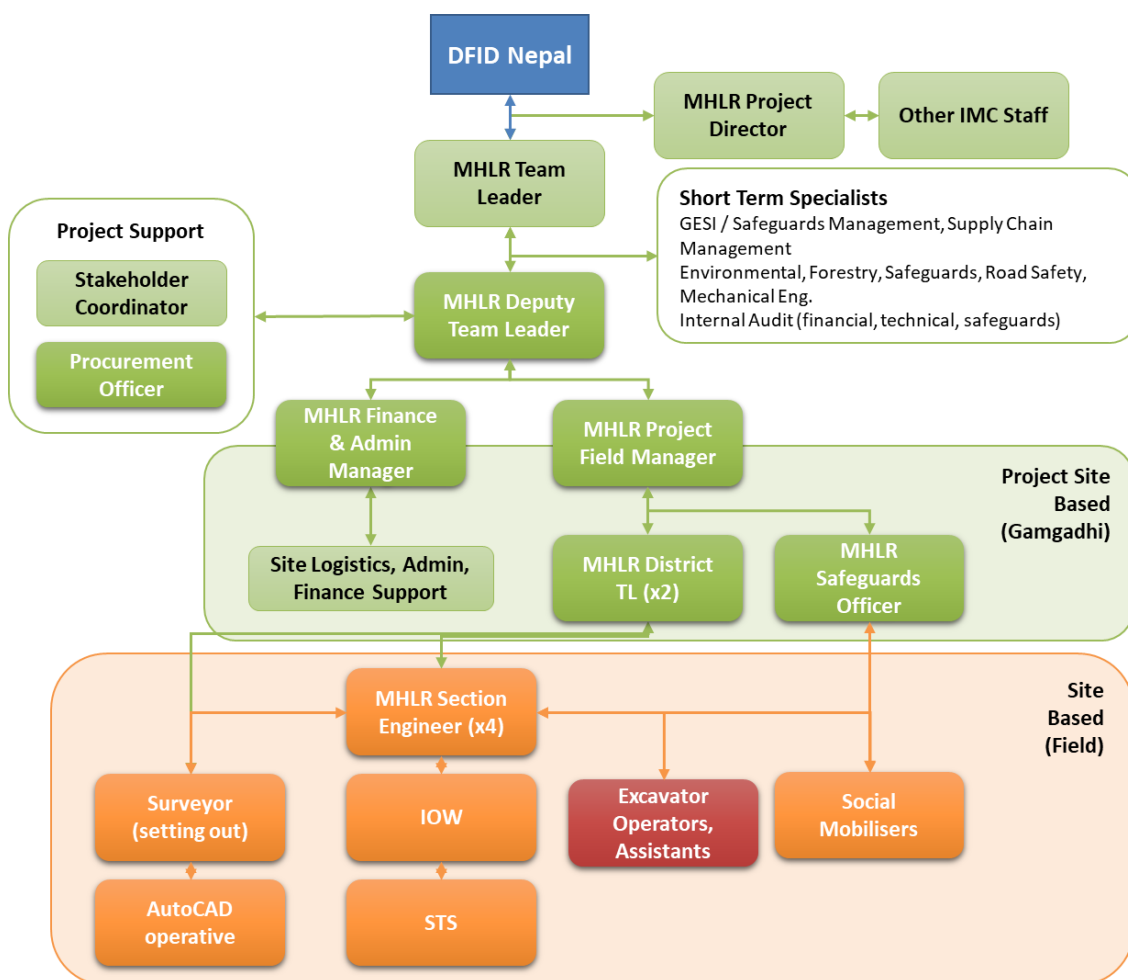 DFID Nepal
MHLR Project
Director
Other IMC Staff
MHLR Team
Leader
Short Term Specialists
GESI / Safeguards Management, Supply Chain
Management
Environmental, Forestry, Safeguards, Road Safety,
Mechanical Eng.
Internal Audit (financial, technical, safeguards)
Project Support
Stakeholder
Coordinator
Procurement
Officer
MHLR Deputy
Team Leader
MHLR Finance
& Admin
Manager
MHLR Project
Field Manager
Project Site
Based
(Gamgadhi)
Site Logistics, Admin,
Finance Support
MHLR District
TL (x2)
MHLR
Safeguards
Officer
MHLR Section
Engineer (x4)
Site
Based
(Field)
Surveyor
(setting out)
IOW
Excavator
Operators,
Assistants
Social
Mobilisers
AutoCAD
operative
STS